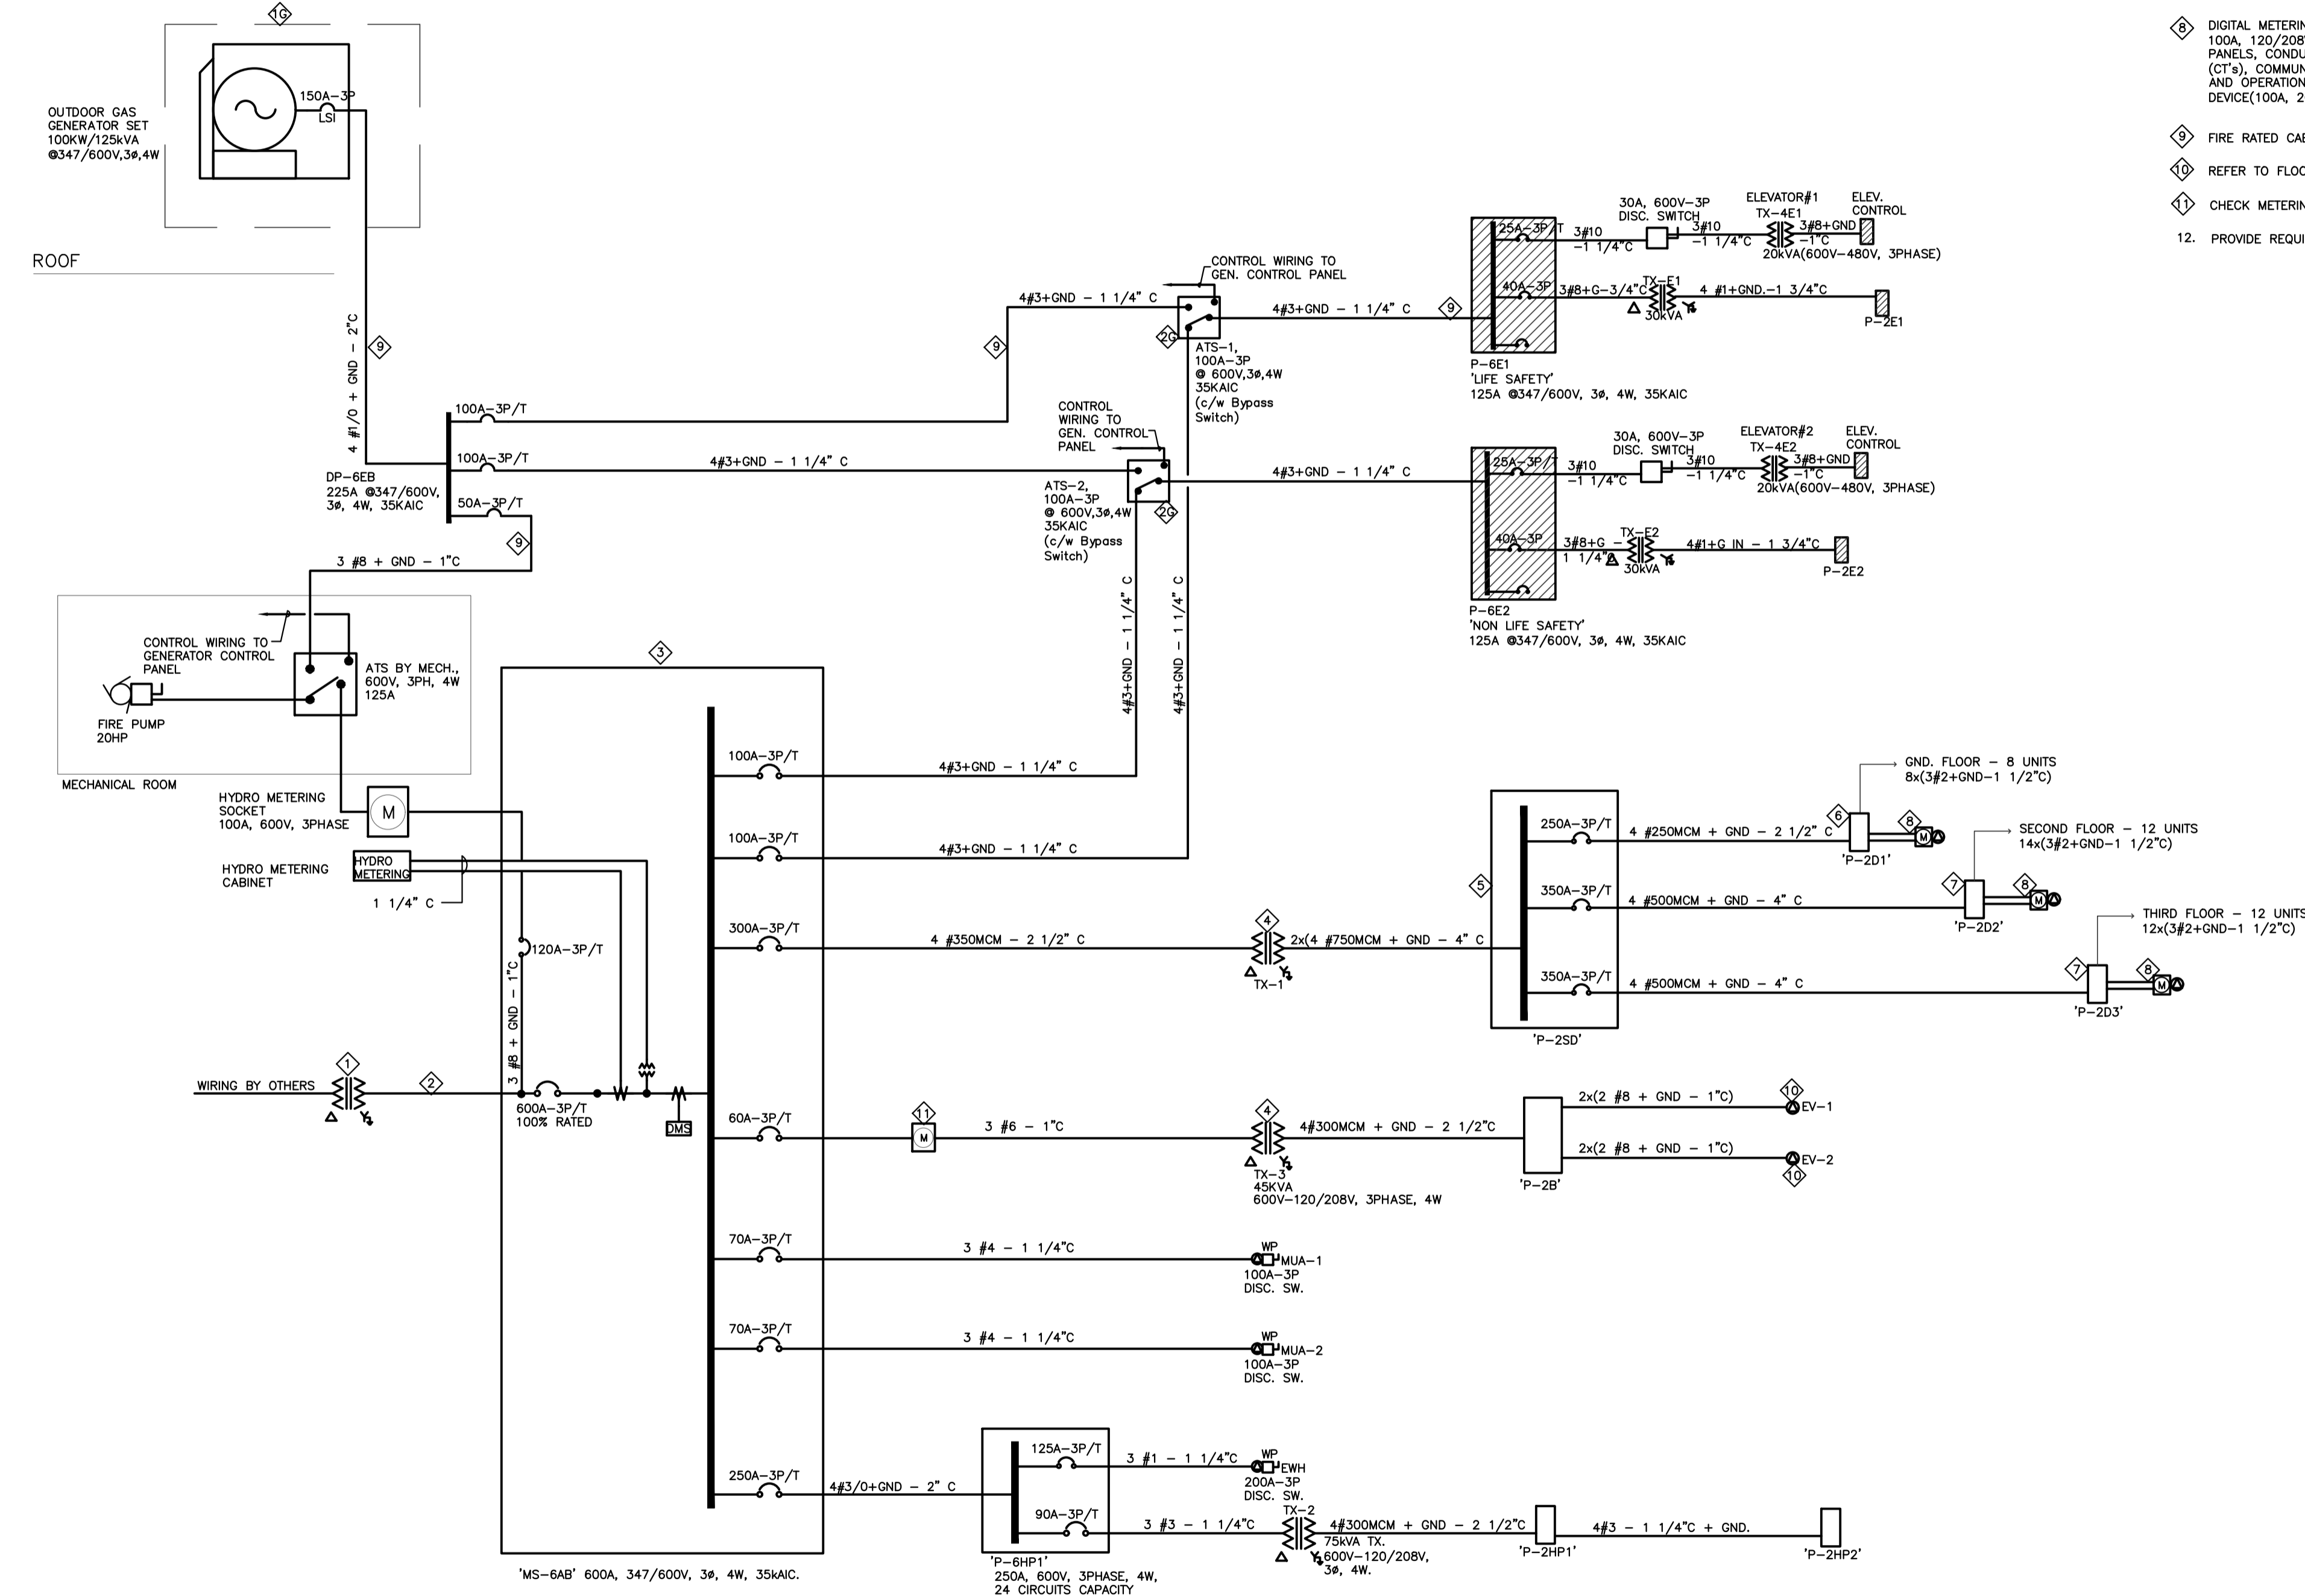 1G
OUTDOOR GAS
GENERATOR SET
100KW/125kVA
@347/600V,3ø,4W
150A-3P
LSI
ROOF
4 #1/0 + GND - 2"C
9
DP-6EB
225A @347/600V,
3ø, 4W, 35KAIC
100A-3P/T
100A-3P/T
50A-3P/T
9
3 #8 + GND - 1"C
4#3+GND - 1 1/4" C
9
4#3+GND - 1 1/4" C
CONTROL WIRING TO
GEN. CONTROL PANEL
4#3+GND - 1 1/4" C
9
2G
ATS-1,
100A-3P
@ 600V,3ø,4W
35KAIC
(c/w Bypass
Switch)
CONTROL
WIRING TO
GEN. CONTROL
PANEL
4#3+GND - 1 1/4" C
2G
ATS-2,
100A-3P
@ 600V,3ø,4W
35KAIC
(c/w Bypass
Switch)
4#3+GND - 1 1/4" C
4#3+GND - 1 1/4" C
25A-3P/T
3#10
-1 1/4"C
30A, 600V-3P
DISC. SWITCH
3#10
-1 1/4"C
ELEVATOR#1
TX-4E1
3#8+GND
-1"C
20kVA(600V-480V, 3PHASE)
ELEV.
CONTROL
40A-3P
3#8+G-3/4"C
TX-E1
30kVA
4 #1+GND.-1 3/4"C
P-2E1
P-6E1
'LIFE SAFETY'
125A @347/600V, 3ø, 4W, 35KAIC
25A-3P/T
3#10
-1 1/4"C
30A, 600V-3P
DISC. SWITCH
3#10
-1 1/4"C
ELEVATOR#2
TX-4E2
3#8+GND
-1"C
20kVA(600V-480V, 3PHASE)
ELEV.
CONTROL
40A-3P
3#8+G -
1 1/4"C
TX-E2
30kVA
4#1+G IN - 1 3/4"C
P-2E2
P-6E2
'NON LIFE SAFETY'
125A @347/600V, 3ø, 4W, 35KAIC
8
DIGITAL METERIN
100A, 120/208
PANELS, CONDU
(CT's), COMMUN
AND OPERATION
DEVICE(100A, 2
9
FIRE RATED CAB
10
REFER TO FLOO
11
CHECK METERIN
12. PROVIDE REQUI
CONTROL WIRING TO
GENERATOR CONTROL
PANEL
ATS BY MECH.,
600V, 3PH, 4W
125A
FIRE PUMP
20HP
MECHANICAL ROOM
HYDRO METERING
SOCKET
100A, 600V, 3PHASE
M
HYDRO METERING
CABINET
HYDRO
METERING
1 1/4" C
120A-3P/T
3 #8 + GND - 1"C
WIRING BY OTHERS
1
2
3
600A-3P/T
100% RATED
DMS
100A-3P/T
4#3+GND - 1 1/4" C
100A-3P/T
4#3+GND - 1 1/4" C
300A-3P/T
4 #350MCM - 2 1/2" C
4
TX-1
2x(4 #750MCM + GND - 4" C
5
250A-3P/T
4 #250MCM + GND - 2 1/2" C
6
'P-2D1'
8
M
GND. FLOOR - 8 UNITS
8x(3#2+GND-1 1/2"C)
350A-3P/T
4 #500MCM + GND - 4" C
7
'P-2D2'
8
M
SECOND FLOOR - 12 UNITS
14x(3#2+GND-1 1/2"C)
350A-3P/T
4 #500MCM + GND - 4" C
7
'P-2D3'
8
M
THIRD FLOOR - 12 UNITS
12x(3#2+GND-1 1/2"C)
'P-2SD'
60A-3P/T
11
M
3 #6 - 1"C
4
TX-3
45KVA
600V-120/208V, 3PHASE, 4W
4#300MCM + GND - 2 1/2"C
'P-2B'
2x(2 #8 + GND - 1"C)
10
EV-1
2x(2 #8 + GND - 1"C)
EV-2
10
70A-3P/T
3 #4 - 1 1/4"C
WP
MUA-1
100A-3P
DISC. SW.
70A-3P/T
3 #4 - 1 1/4"C
WP
MUA-2
100A-3P
DISC. SW.
250A-3P/T
4#3/0+GND - 2" C
125A-3P/T
3 #1 - 1 1/4"C
WP
EWH
200A-3P
DISC. SW.
90A-3P/T
3 #3 - 1 1/4"C
TX-2
4#300MCM + GND - 2 1/2"C
75kVA TX.
600V-120/208V,
3ø, 4W.
'P-2HP1'
4#3 - 1 1/4"C + GND.
'P-2HP2'
'P-6HP1'
250A, 600V, 3PHASE, 4W,
24 CIRCUITS CAPACITY
'MS-6AB' 600A, 347/600V, 3ø, 4W, 35kAIC.